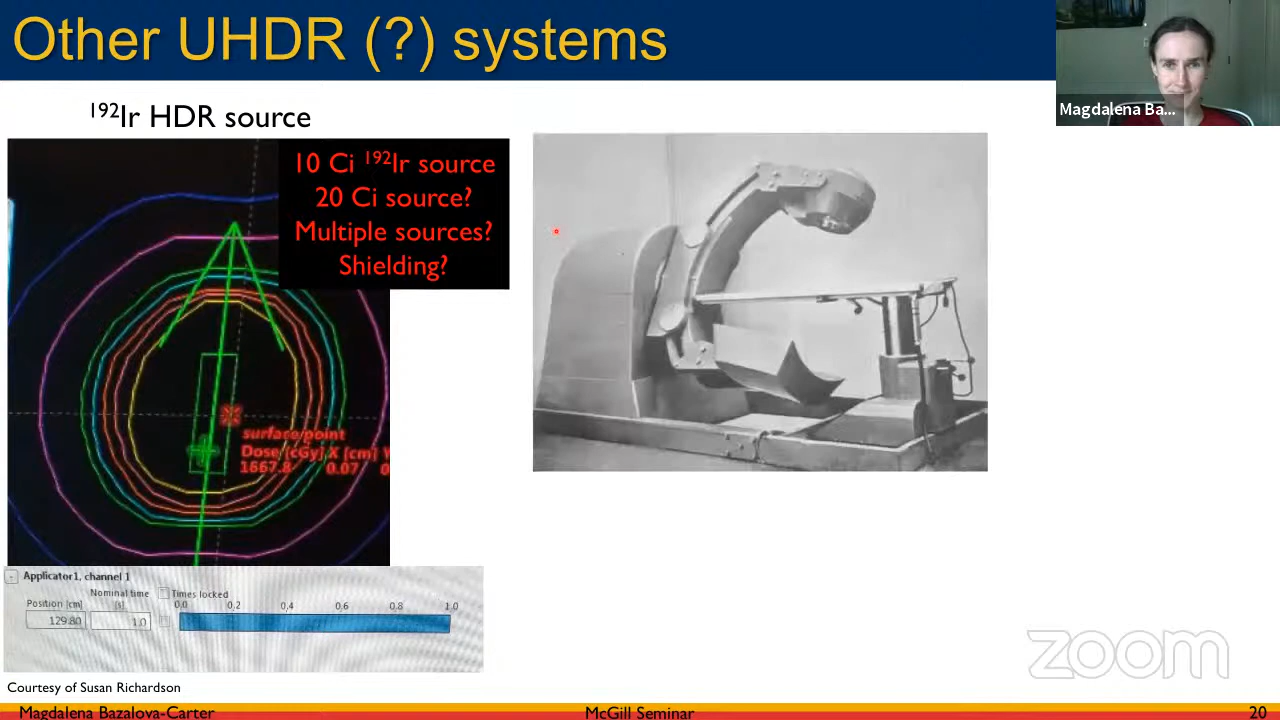 Other UHDR (?) systems
Magdalena Ba...
¹⁹²Ir HDR source
10 Ci ¹⁹²Ir source
20 Ci source?
Multiple sources?
Shielding?
surface/point
Dose [cGy] X [cm]
1667.8 0.07
Applicator1, channel 1
Nominal time Times locked
Position [cm] [s] 0.0 0.2 0,4 0.6 0.8 1.0
129.80 1.0
Courtesy of Susan Richardson
zoom
Magdalena Bazalova-Carter McGill Seminar 20